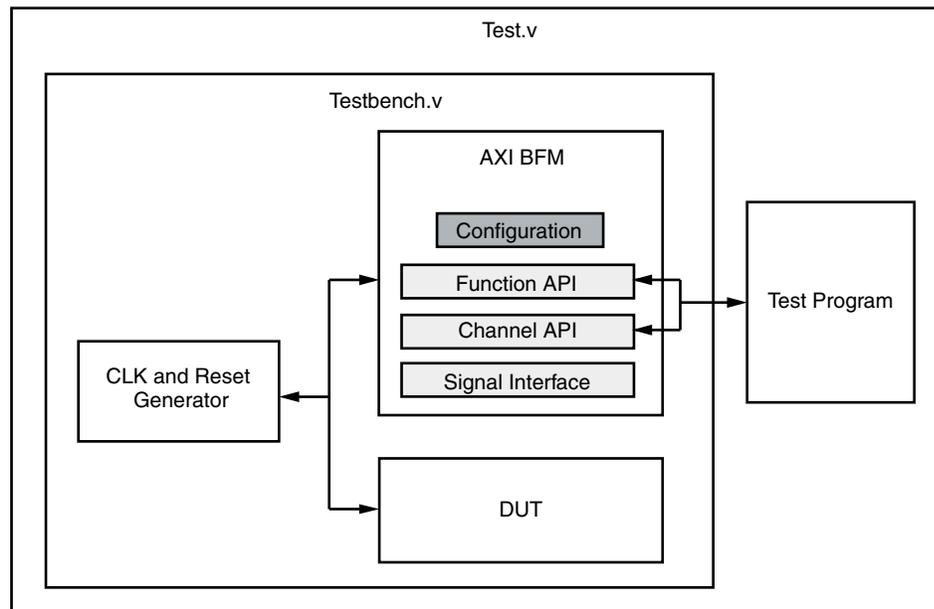 Test.v
Testbench.v
AXI BFM
Configuration
Function API
Channel API
Signal Interface
CLK and Reset
Generator
DUT
Test Program